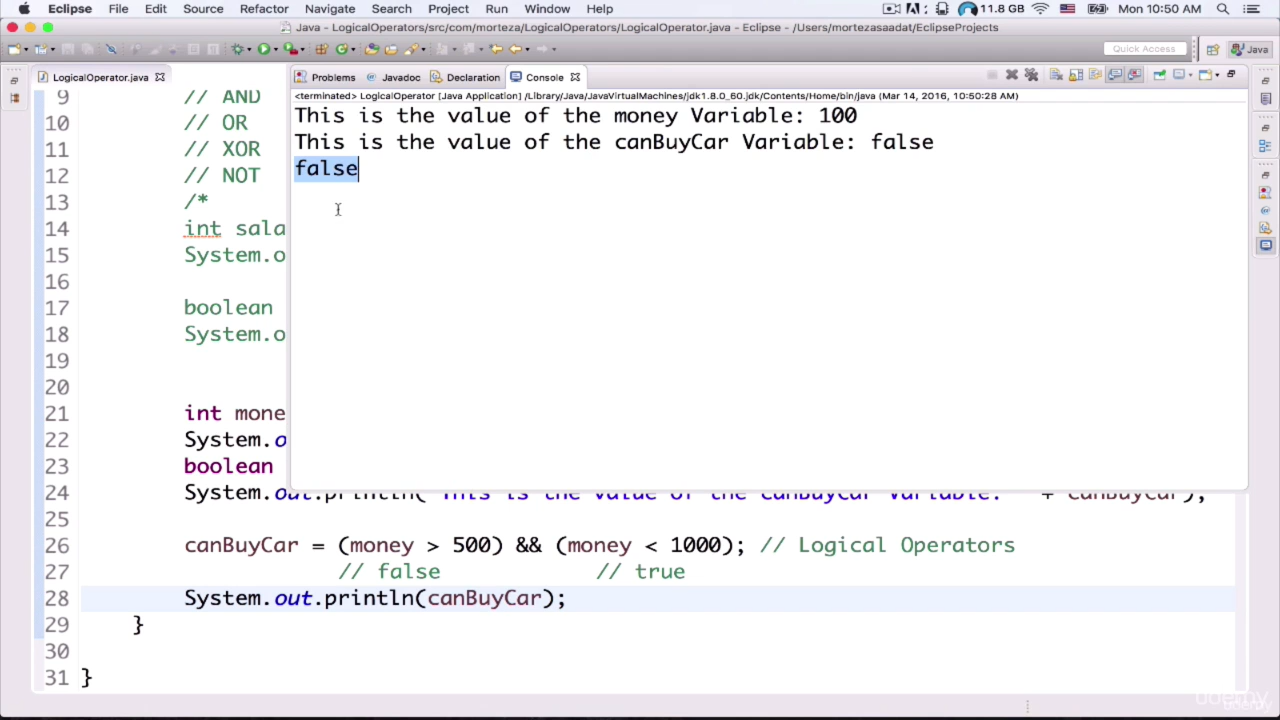 Eclipse File Edit Source Refactor Navigate Search Project Run Window Help 11.8 GB Mon 10:50 AM
Java - LogicalOperators/src/com/morteza/LogicalOperators/LogicalOperator.java - Eclipse - /Users/mortezasaadat/EclipseProjects
Quick Access Java
LogicalOperator.java Problems Javadoc Declaration Console
<terminated> LogicalOperator [Java Application] /Library/Java/JavaVirtualMachines/jdk1.8.0_60.jdk/Contents/Home/bin/java (Mar 14, 2016, 10:50:28 AM)
This is the value of the money Variable: 100
This is the value of the canBuyCar Variable: false
false
9 // AND
10 // OR
11 // XOR
12 // NOT
13 /*
14 int sala
15 System.o
16
17 boolean
18 System.o
19
20
21 int mone
22 System.o
23 boolean
24 System.out.println("This is the value of the canBuyCar Variable: " + canBuyCar);
25
26 canBuyCar = (money > 500) && (money < 1000); // Logical Operators
27 // false // true
28 System.out.println(canBuyCar);
29 }
30
31 }
udemy